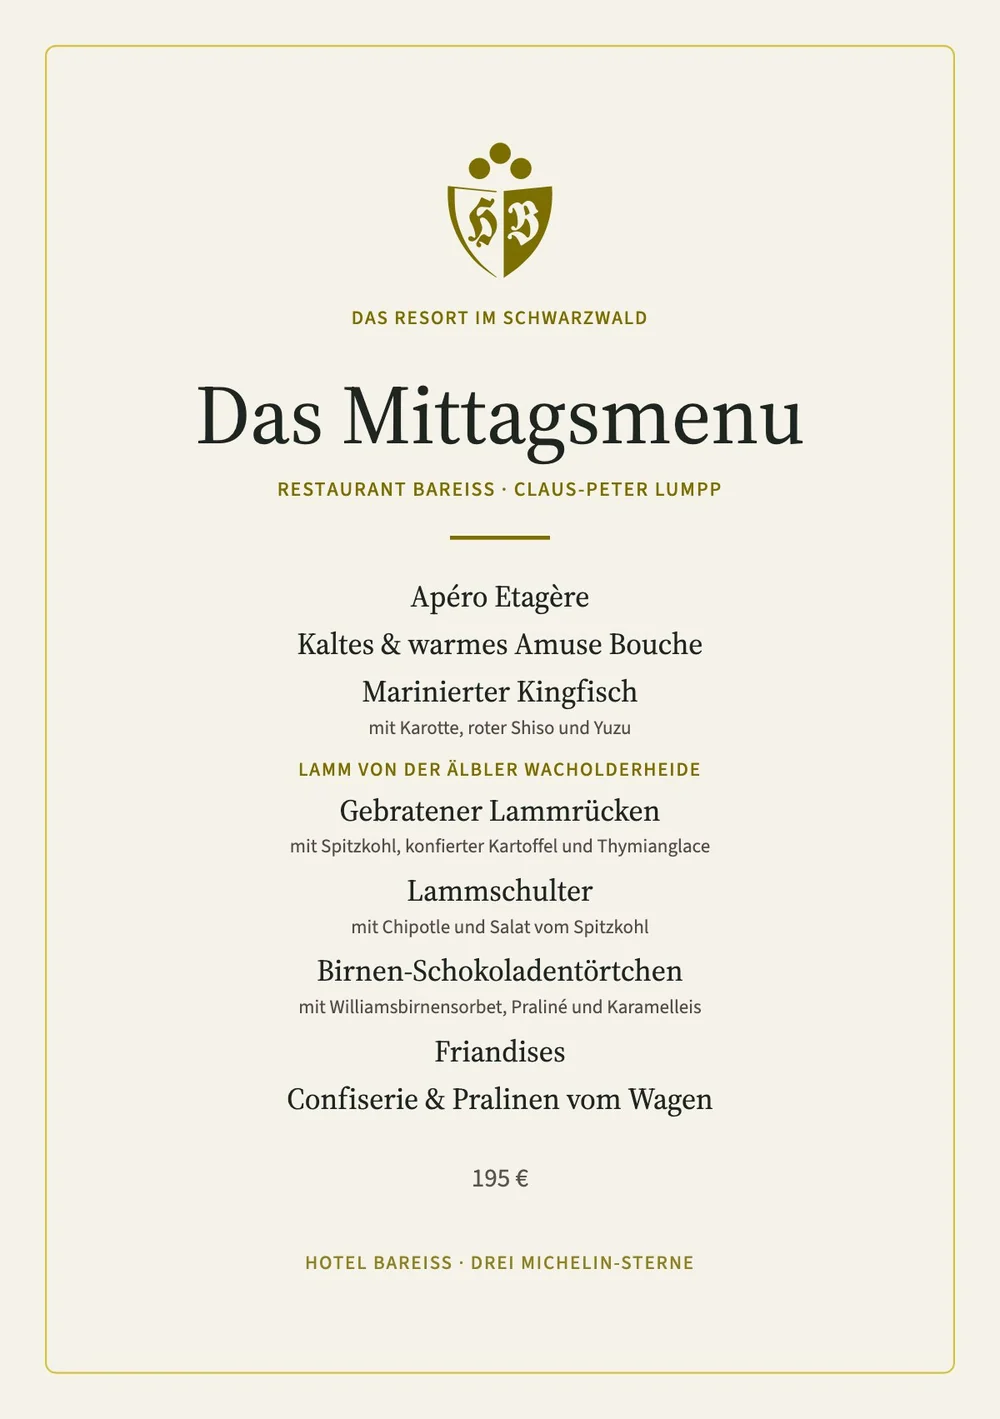 H B
DAS RESORT IM SCHWARZWALD
Das Mittagsmenu
RESTAURANT BAREISS · CLAUS-PETER LUMPP
Apéro Etagère
Kaltes & warmes Amuse Bouche
Marinierter Kingfisch
mit Karotte, roter Shiso und Yuzu
LAMM VON DER ÄLBLER WACHOLDERHEIDE
Gebratener Lammrücken
mit Spitzkohl, konfierter Kartoffel und Thymianglace
Lammschulter
mit Chipotle und Salat vom Spitzkohl
Birnen-Schokoladentörtchen
mit Williamsbirnensorbet, Praliné und Karamelleis
Friandises
Confiserie & Pralinen vom Wagen
195 €
HOTEL BAREISS · DREI MICHELIN-STERNE